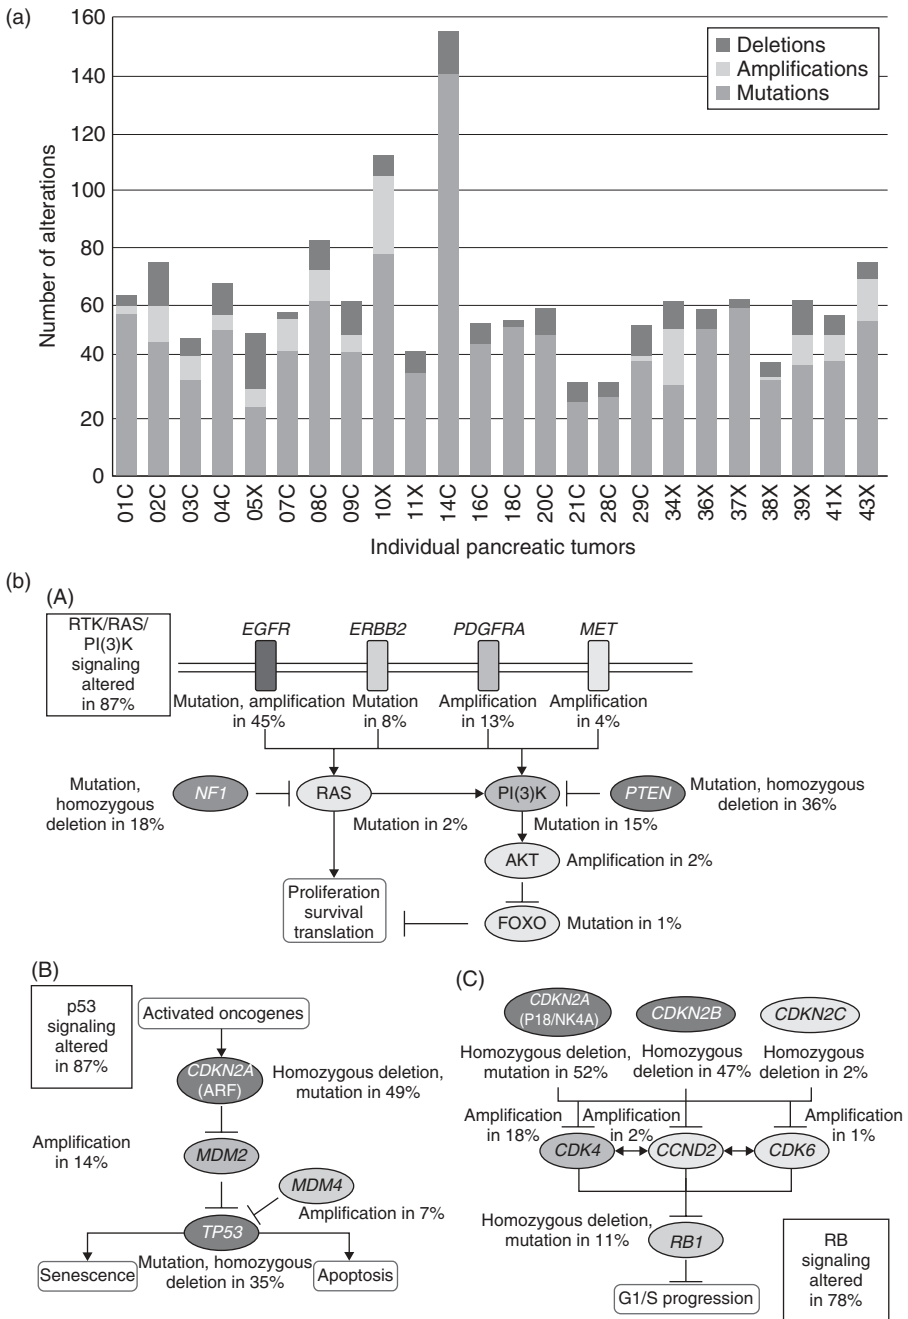 (a)
160
140
120
100
80
60
40
20
0
Number of alterations
Deletions
Amplifications
Mutations
01C
02C
03C
04C
05X
07C
08C
09C
10X
11X
14C
16C
18C
20C
21C
28C
29C
34X
36X
37X
38X
39X
41X
43X
Individual pancreatic tumors
(b)
(A)
RTK/RAS/
PI(3)K
signaling
altered
in 87%
EGFR
ERBB2
PDGFRA
MET
Mutation, amplification
in 45%
Mutation
in 8%
Amplification
in 13%
Amplification
in 4%
Mutation,
homozygous
deletion in 18%
NF1
RAS
PI(3)K
PTEN
Mutation, homozygous
deletion in 36%
Mutation in 2%
Mutation in 15%
AKT
Amplification in 2%
Proliferation
survival
translation
FOXO
Mutation in 1%
(B)
p53
signaling
altered
in 87%
Activated oncogenes
CDKN2A
(ARF)
Homozygous deletion,
mutation in 49%
Amplification
in 14%
MDM2
MDM4
Amplification in 7%
TP53
Senescence
Mutation, homozygous
deletion in 35%
Apoptosis
(C)
CDKN2A
(P18/NK4A)
CDKN2B
CDKN2C
Homozygous deletion,
mutation in 52%
Homozygous
deletion in 47%
Homozygous
deletion in 2%
Amplification
in 18%
Amplification
in 2%
Amplification
in 1%
CDK4
CCND2
CDK6
Homozygous deletion,
mutation in 11%
RB1
G1/S progression
RB
signaling
altered
in 78%